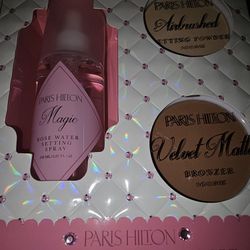 PARIS HILTON
Magic
ROSE WATER
SETTING
SPRAY
Airbrushed
SETTING POWDER
PARIS HILTON
Velvet Matte
BRONZER
PARIS HILTON